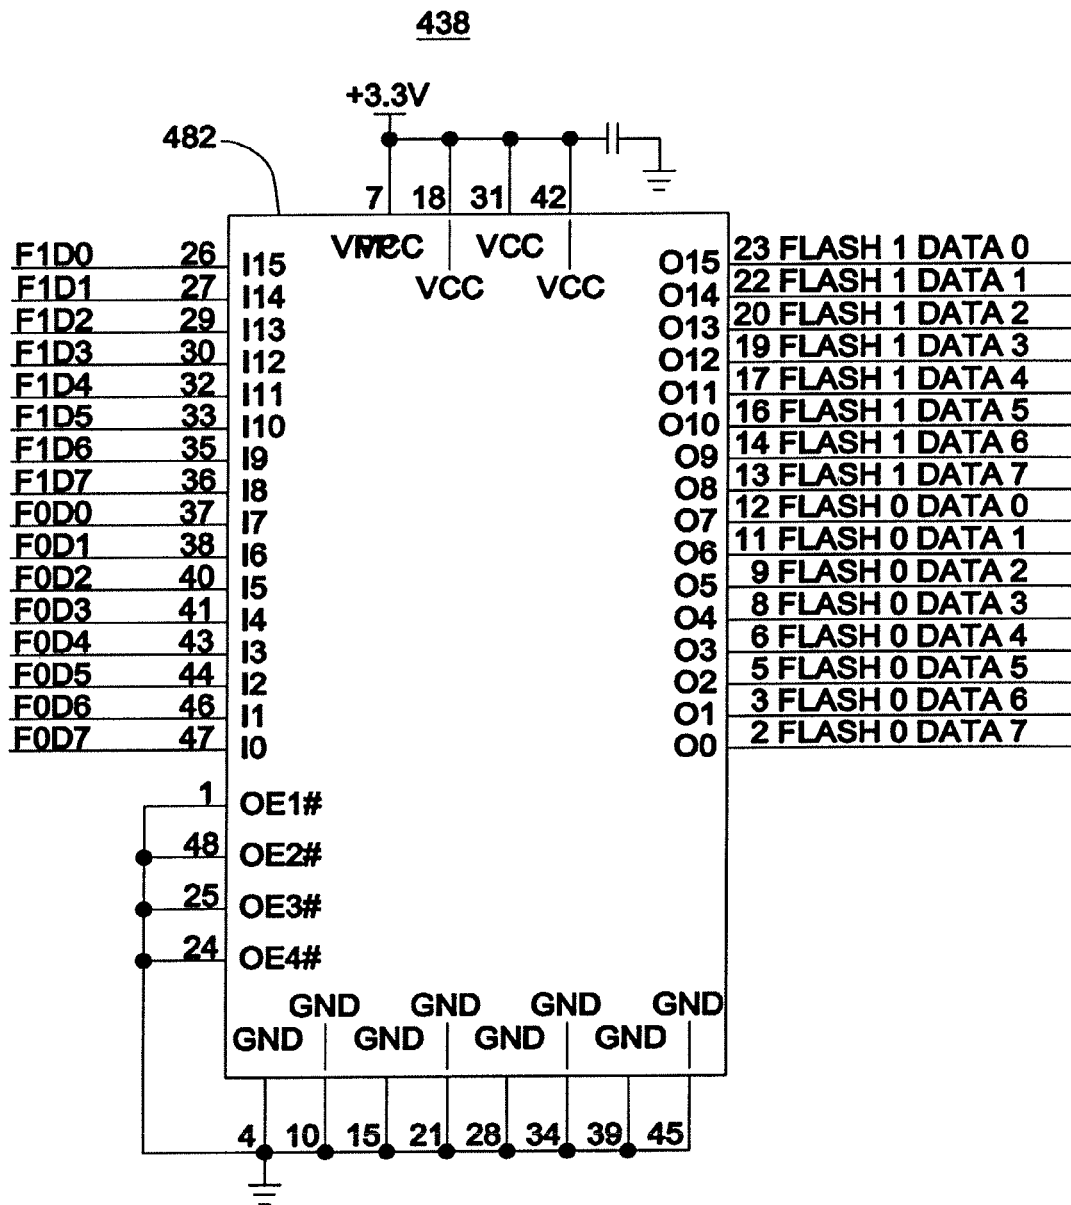 438
+3.3V
482
7 18 31 42
VCC VCC
VCC VCC
F1D0 26 I15 O15 23 FLASH 1 DATA 0
F1D1 27 I14 O14 22 FLASH 1 DATA 1
F1D2 29 I13 O13 20 FLASH 1 DATA 2
F1D3 30 I12 O12 19 FLASH 1 DATA 3
F1D4 32 I11 O11 17 FLASH 1 DATA 4
F1D5 33 I10 O10 16 FLASH 1 DATA 5
F1D6 35 I9 O9 14 FLASH 1 DATA 6
F1D7 36 I8 O8 13 FLASH 1 DATA 7
F0D0 37 I7 O7 12 FLASH 0 DATA 0
F0D1 38 I6 O6 11 FLASH 0 DATA 1
F0D2 40 I5 O5 9 FLASH 0 DATA 2
F0D3 41 I4 O4 8 FLASH 0 DATA 3
F0D4 43 I3 O3 6 FLASH 0 DATA 4
F0D5 44 I2 O2 5 FLASH 0 DATA 5
F0D6 46 I1 O1 3 FLASH 0 DATA 6
F0D7 47 I0 O0 2 FLASH 0 DATA 7
1 OE1#
48 OE2#
25 OE3#
24 OE4#
GND GND GND GND
GND GND GND GND
4 10 15 21 28 34 39 45